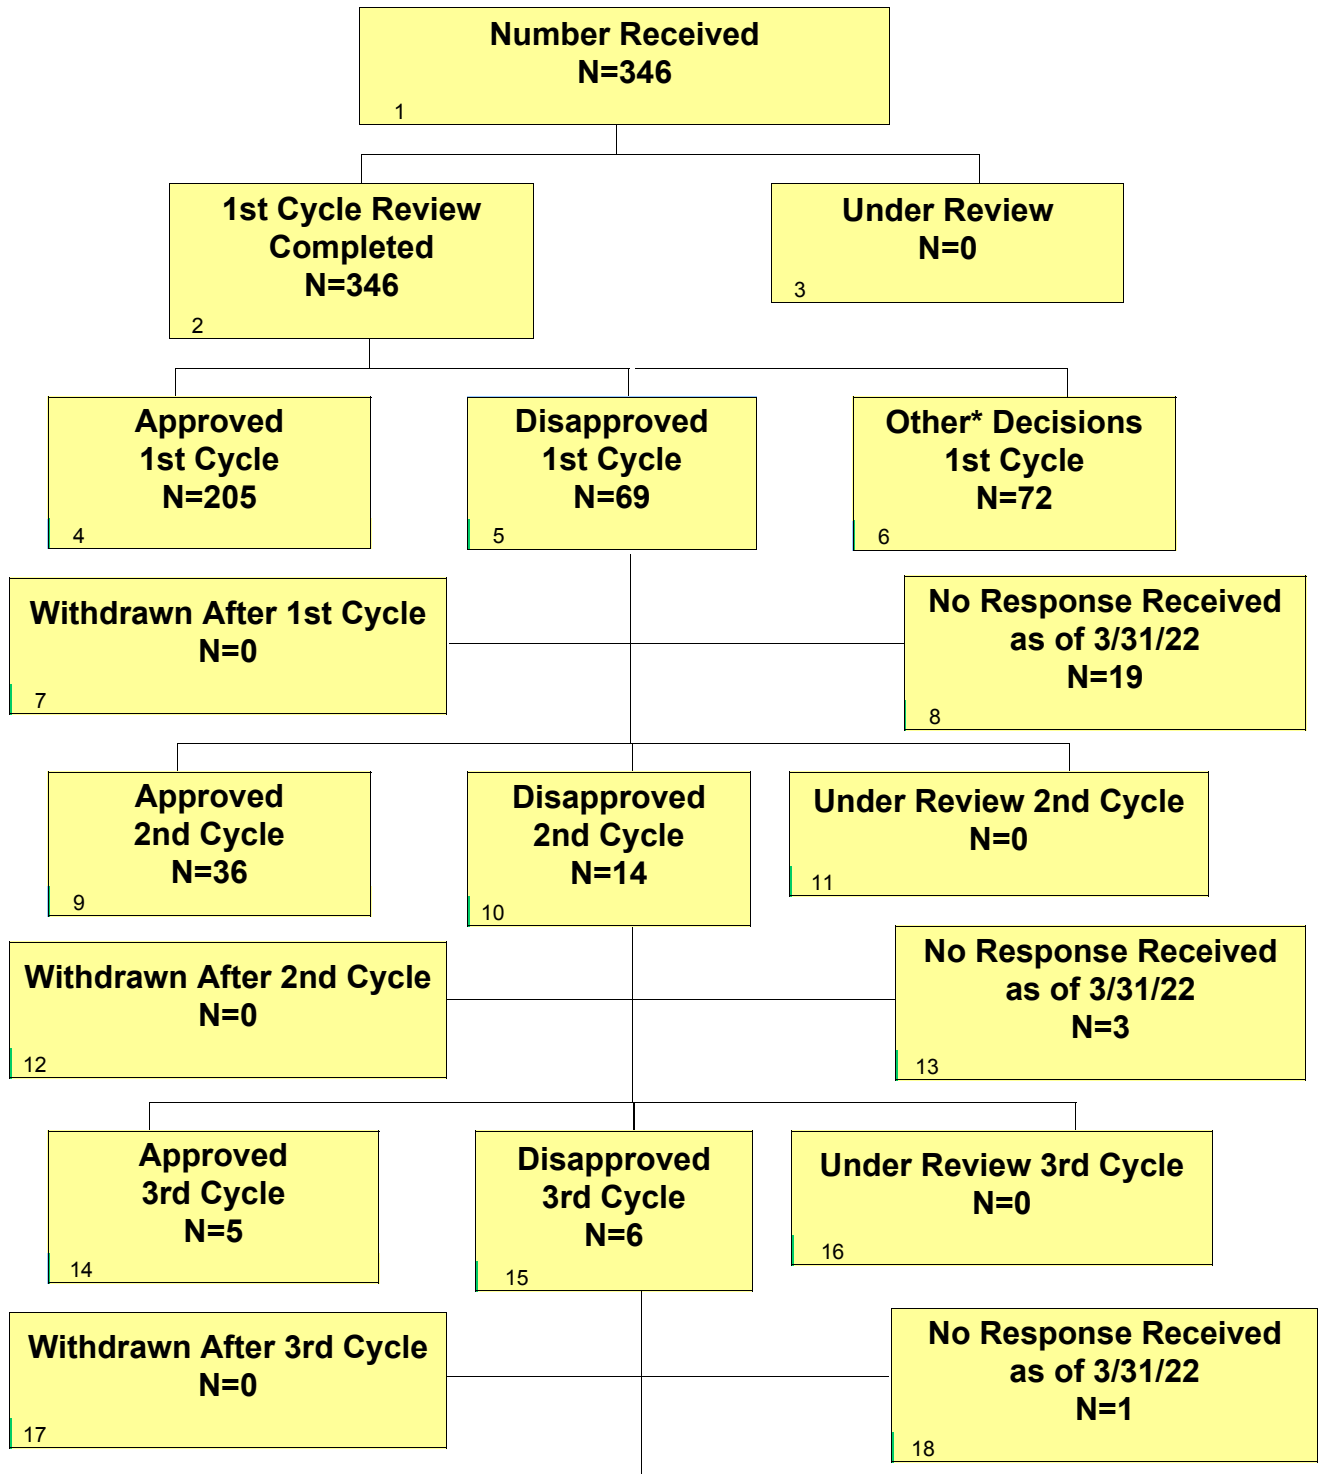 Number Received
N=346
1
1st Cycle Review
Completed
N=346
2
Under Review
N=0
3
Approved
1st Cycle
N=205
4
Disapproved
1st Cycle
N=69
5
Other* Decisions
1st Cycle
N=72
6
Withdrawn After 1st Cycle
N=0
7
No Response Received
as of 3/31/22
N=19
8
Approved
2nd Cycle
N=36
9
Disapproved
2nd Cycle
N=14
10
Under Review 2nd Cycle
N=0
11
Withdrawn After 2nd Cycle
N=0
12
No Response Received
as of 3/31/22
N=3
13
Approved
3rd Cycle
N=5
14
Disapproved
3rd Cycle
N=6
15
Under Review 3rd Cycle
N=0
16
Withdrawn After 3rd Cycle
N=0
17
No Response Received
as of 3/31/22
N=1
18